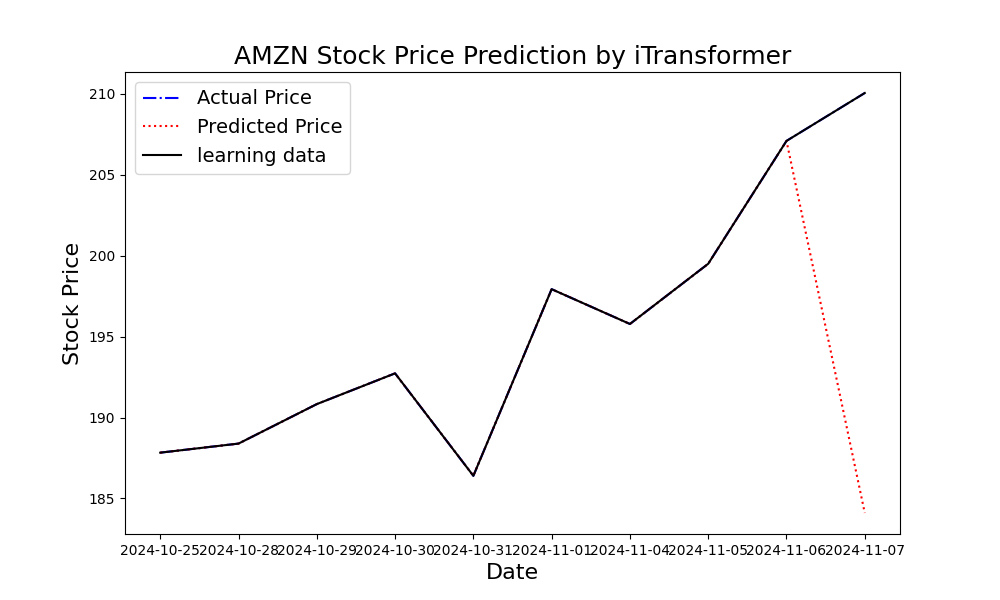 AMZN Stock Price Prediction by iTransformer
Actual Price
Predicted Price
learning data
210
205
200
195
190
185
Stock Price
2024-10-25 2024-10-28 2024-10-29 2024-10-30 2024-10-31 2024-11-01 2024-11-04 2024-11-05 2024-11-06 2024-11-07
Date